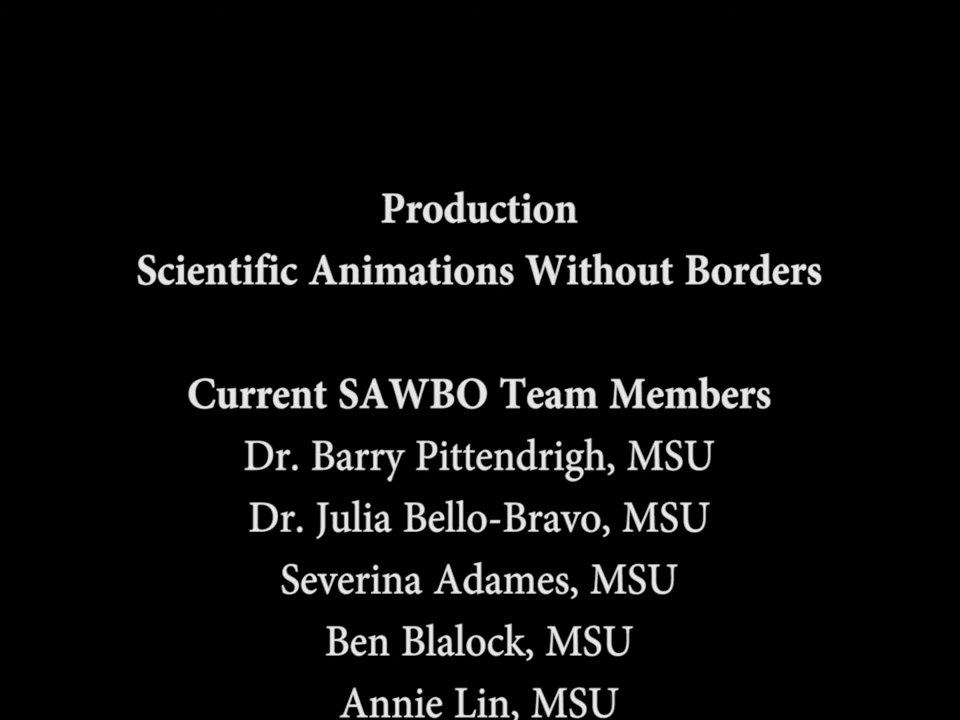 Production
Scientific Animations Without Borders
Current SAWBO Team Members
Dr. Barry Pittendrigh, MSU
Dr. Julia Bello-Bravo, MSU
Severina Adames, MSU
Ben Blalock, MSU
Annie Lin, MSU